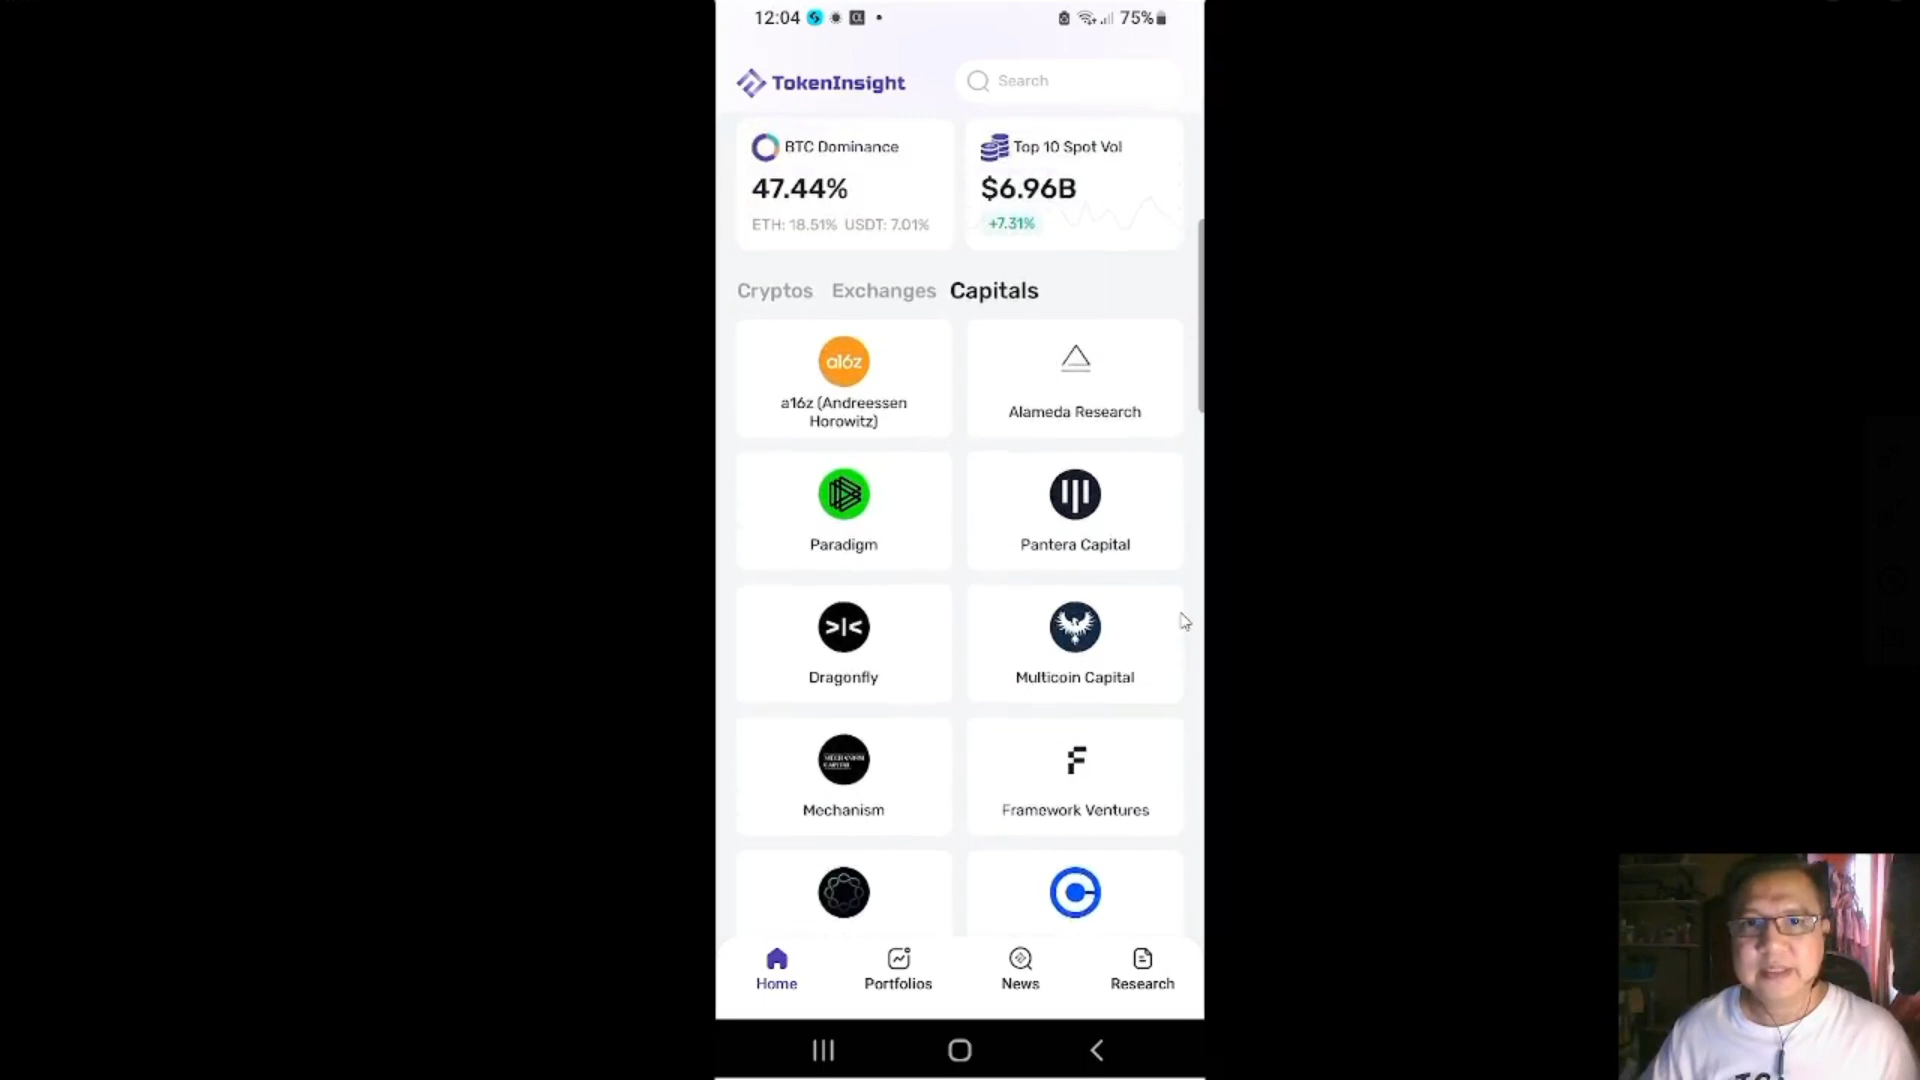 12:04
75%
TokenInsight
Search
BTC Dominance
Top 10 Spot Vol
47.44%
$6.96B
ETH: 18.51% USDT: 7.01%
+7.31%
Cryptos Exchanges Capitals
a16z
a16z (Andreessen
Horowitz)
Alameda Research
Paradigm
Pantera Capital
Dragonfly
Multicoin Capital
MECHANISM
CAPITAL
Mechanism
Framework Ventures
Home
Portfolios
News
Research